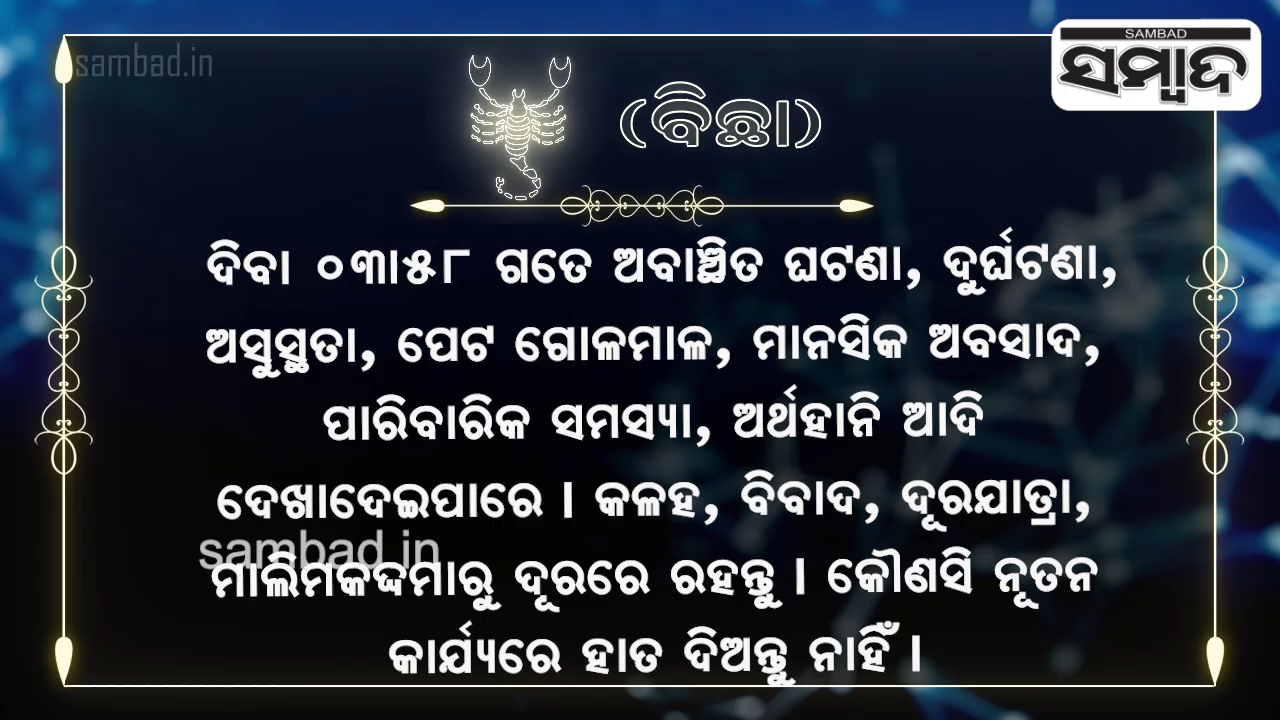 sambad.in
SAMBAD
ସମ୍ବାଦ
(ବିଛା)
ଦିବା ୦୩ା୫୮ ଗତେ ଅବାଞ୍ଛିତ ଘଟଣା, ଦୁର୍ଘଟଣା,
ଅସୁସ୍ଥତା, ପେଟ ଗୋଳମାଳ, ମାନସିକ ଅବସାଦ,
ପାରିବାରିକ ସମସ୍ୟା, ଅର୍ଥହାନି ଆଦି
ଦେଖାଦେଇପାରେ । କଳହ, ବିବାଦ, ଦୂରଯାତ୍ରା,
sambad.in
ମାଲିମକଦ୍ଦମାରୁ ଦୂରରେ ରହନ୍ତୁ । କୌଣସି ନୂତନ
କାର୍ଯ୍ୟରେ ହାତ ଦିଅନ୍ତୁ ନାହିଁ ।